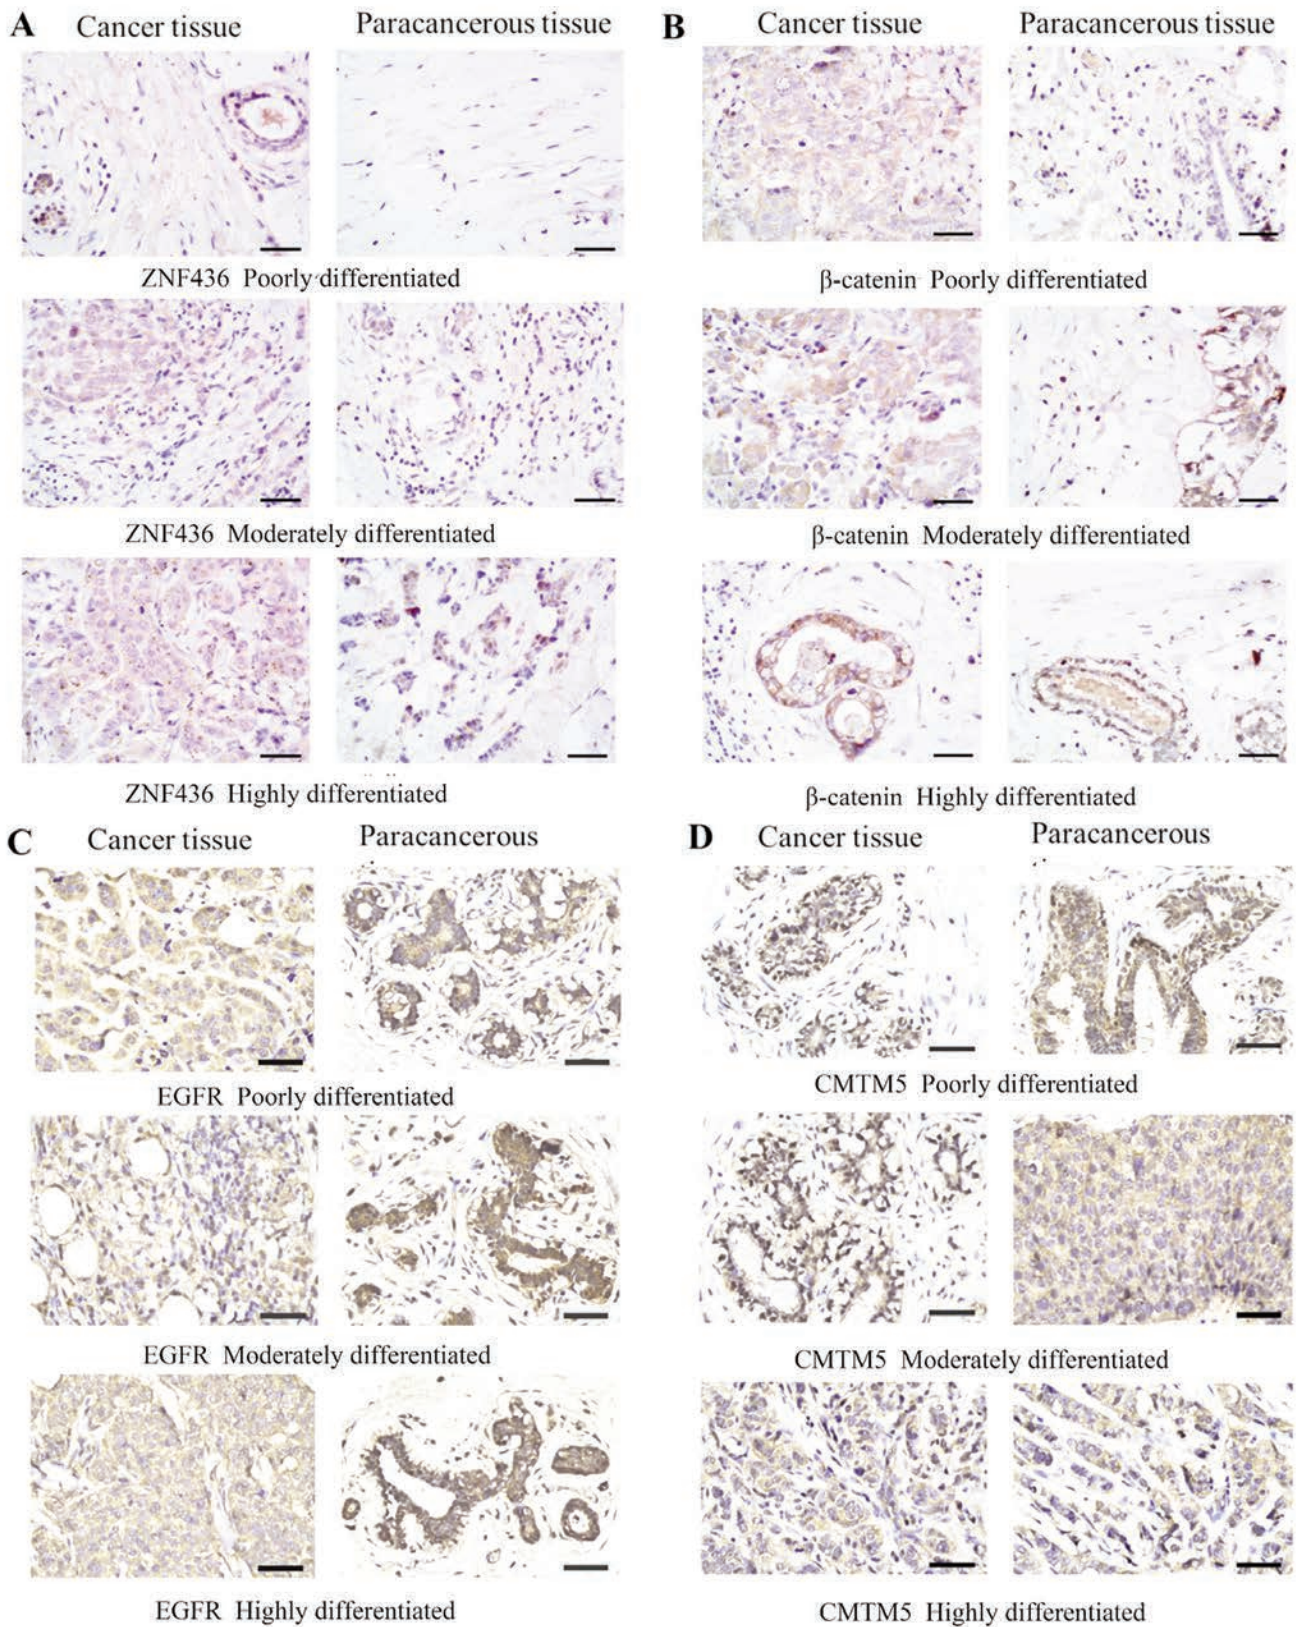 A Cancer tissue Paracancerous tissue
B Cancer tissue Paracancerous tissue
ZNF436 Poorly differentiated
β-catenin Poorly differentiated
ZNF436 Moderately differentiated
β-catenin Moderately differentiated
ZNF436 Highly differentiated
β-catenin Highly differentiated
C Cancer tissue Paracancerous
D Cancer tissue Paracancerous
EGFR Poorly differentiated
CMTM5 Poorly differentiated
EGFR Moderately differentiated
CMTM5 Moderately differentiated
EGFR Highly differentiated
CMTM5 Highly differentiated